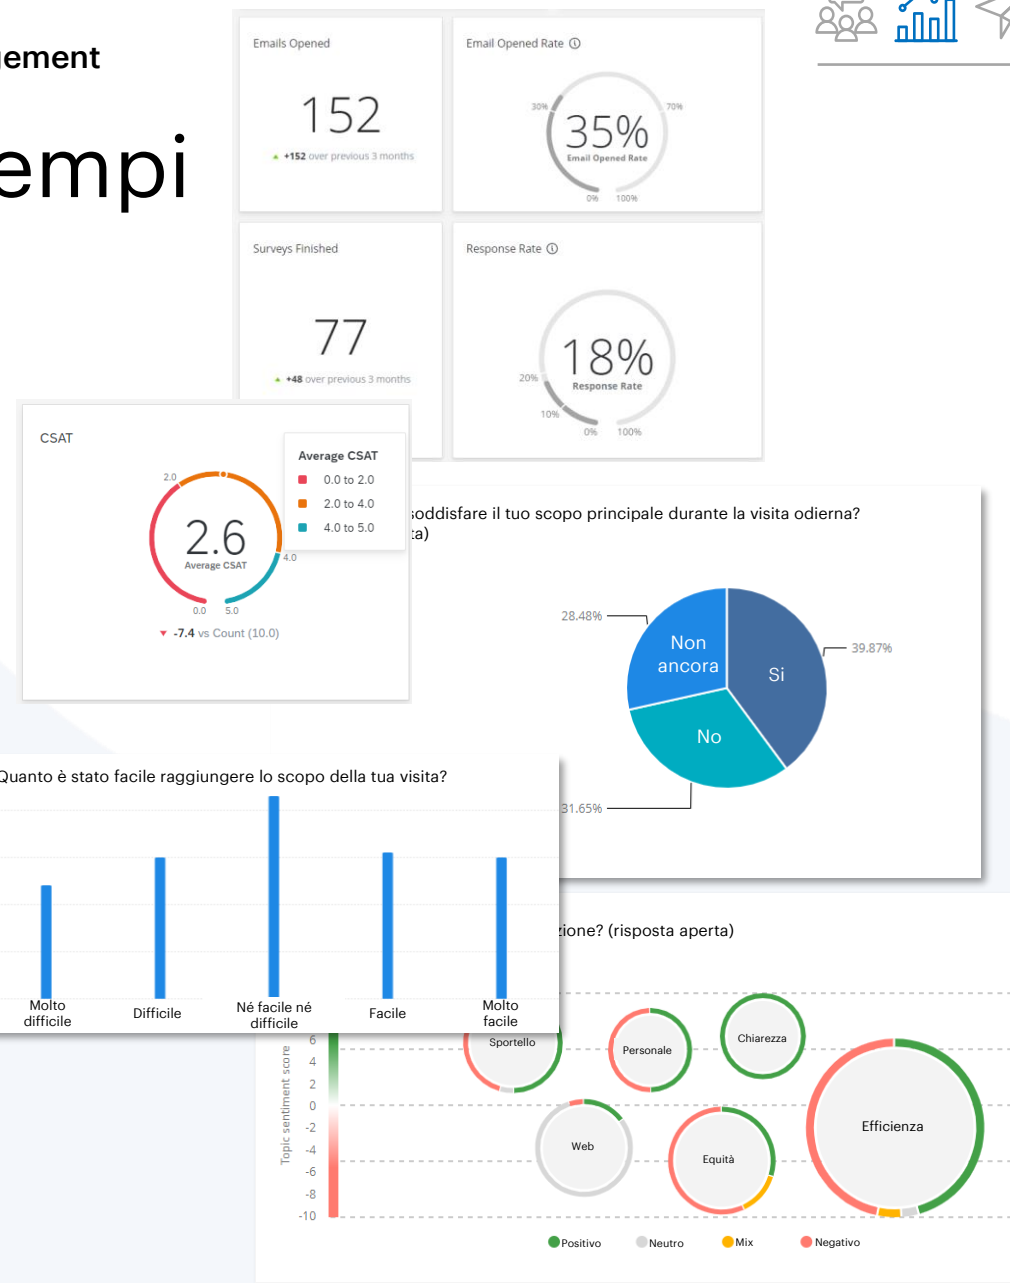 Emails Opened
152
+152 over previous 3 months
Email Opened Rate
30%
70%
35%
Email Opened Rate
0%
100%
Surveys Finished
77
+48 over previous 3 months
Response Rate
18%
Response Rate
20%
10%
0%
100%
CSAT
Average CSAT
0.0 to 2.0
2.0 to 4.0
4.0 to 5.0
2.0
2.6
Average CSAT
4.0
0.0
5.0
-7.4 vs Count (10.0)
soddisfare il tuo scopo principale durante la visita odierna?
28.48%
Non
ancora
Si
39.87%
No
31.65%
Quanto è stato facile raggiungere lo scopo della tua visita?
Molto
difficile
Difficile
Né facile né
difficile
Facile
Molto
facile
(risposta aperta)
Topic sentiment score
6
4
2
0
-2
-4
-6
-8
-10
Sportello
Personale
Chiarezza
Web
Equità
Efficienza
Positivo
Neutro
Mix
Negativo